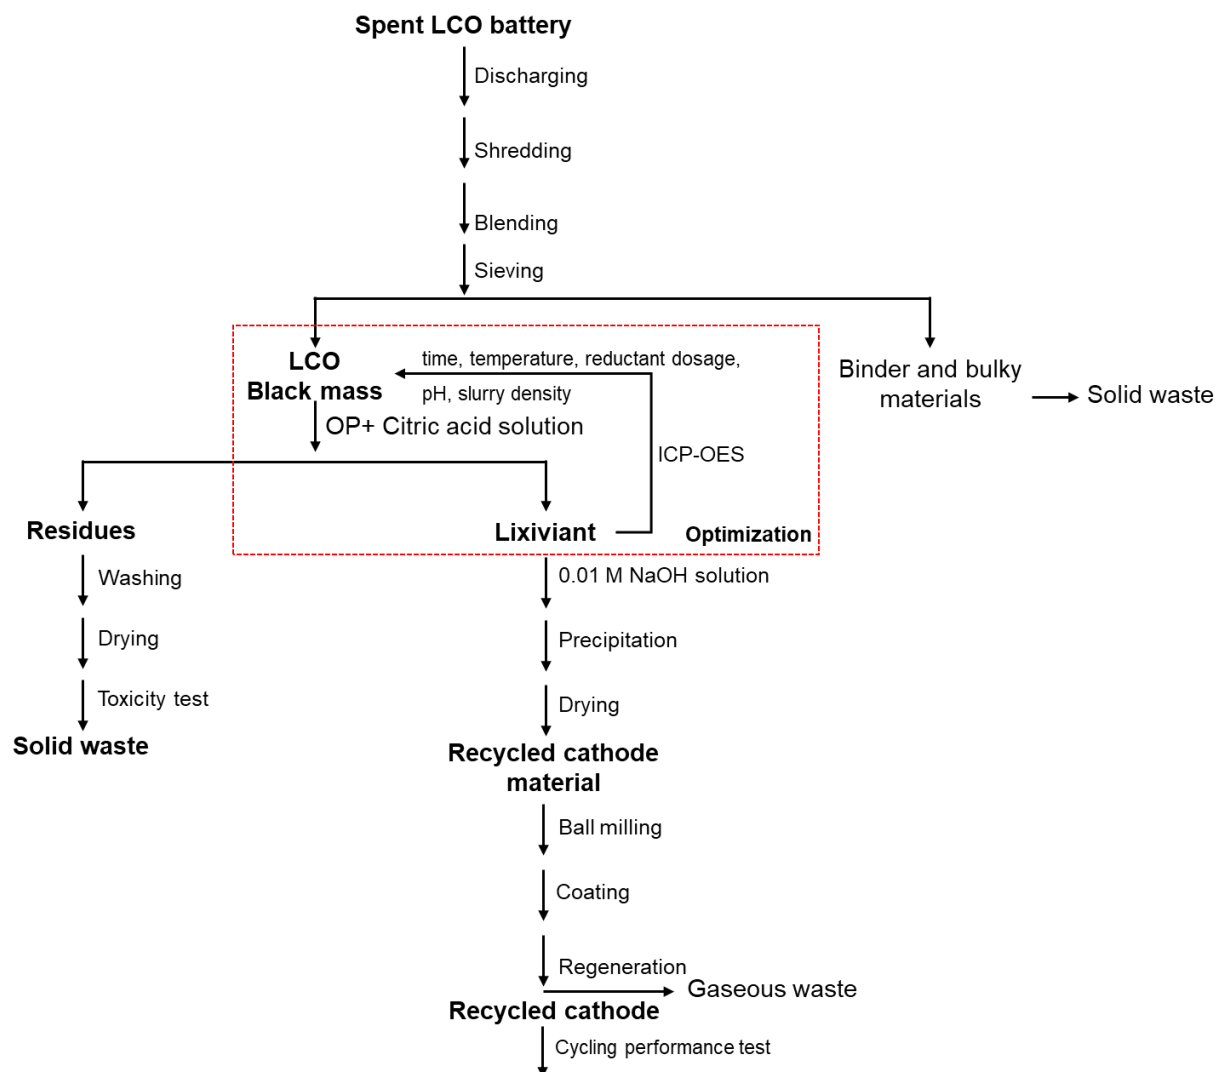 Spent LCO battery
Discharging
Shredding
Blending
Sieving
LCO
Black mass
time, temperature, reductant dosage,
pH, slurry density
Binder and bulky
materials
Solid waste
OP+ Citric acid solution
ICP-OES
Residues
Lixiviant
Optimization
Washing
0.01 M NaOH solution
Drying
Precipitation
Toxicity test
Drying
Solid waste
Recycled cathode
material
Ball milling
Coating
Regeneration
Gaseous waste
Recycled cathode
Cycling performance test